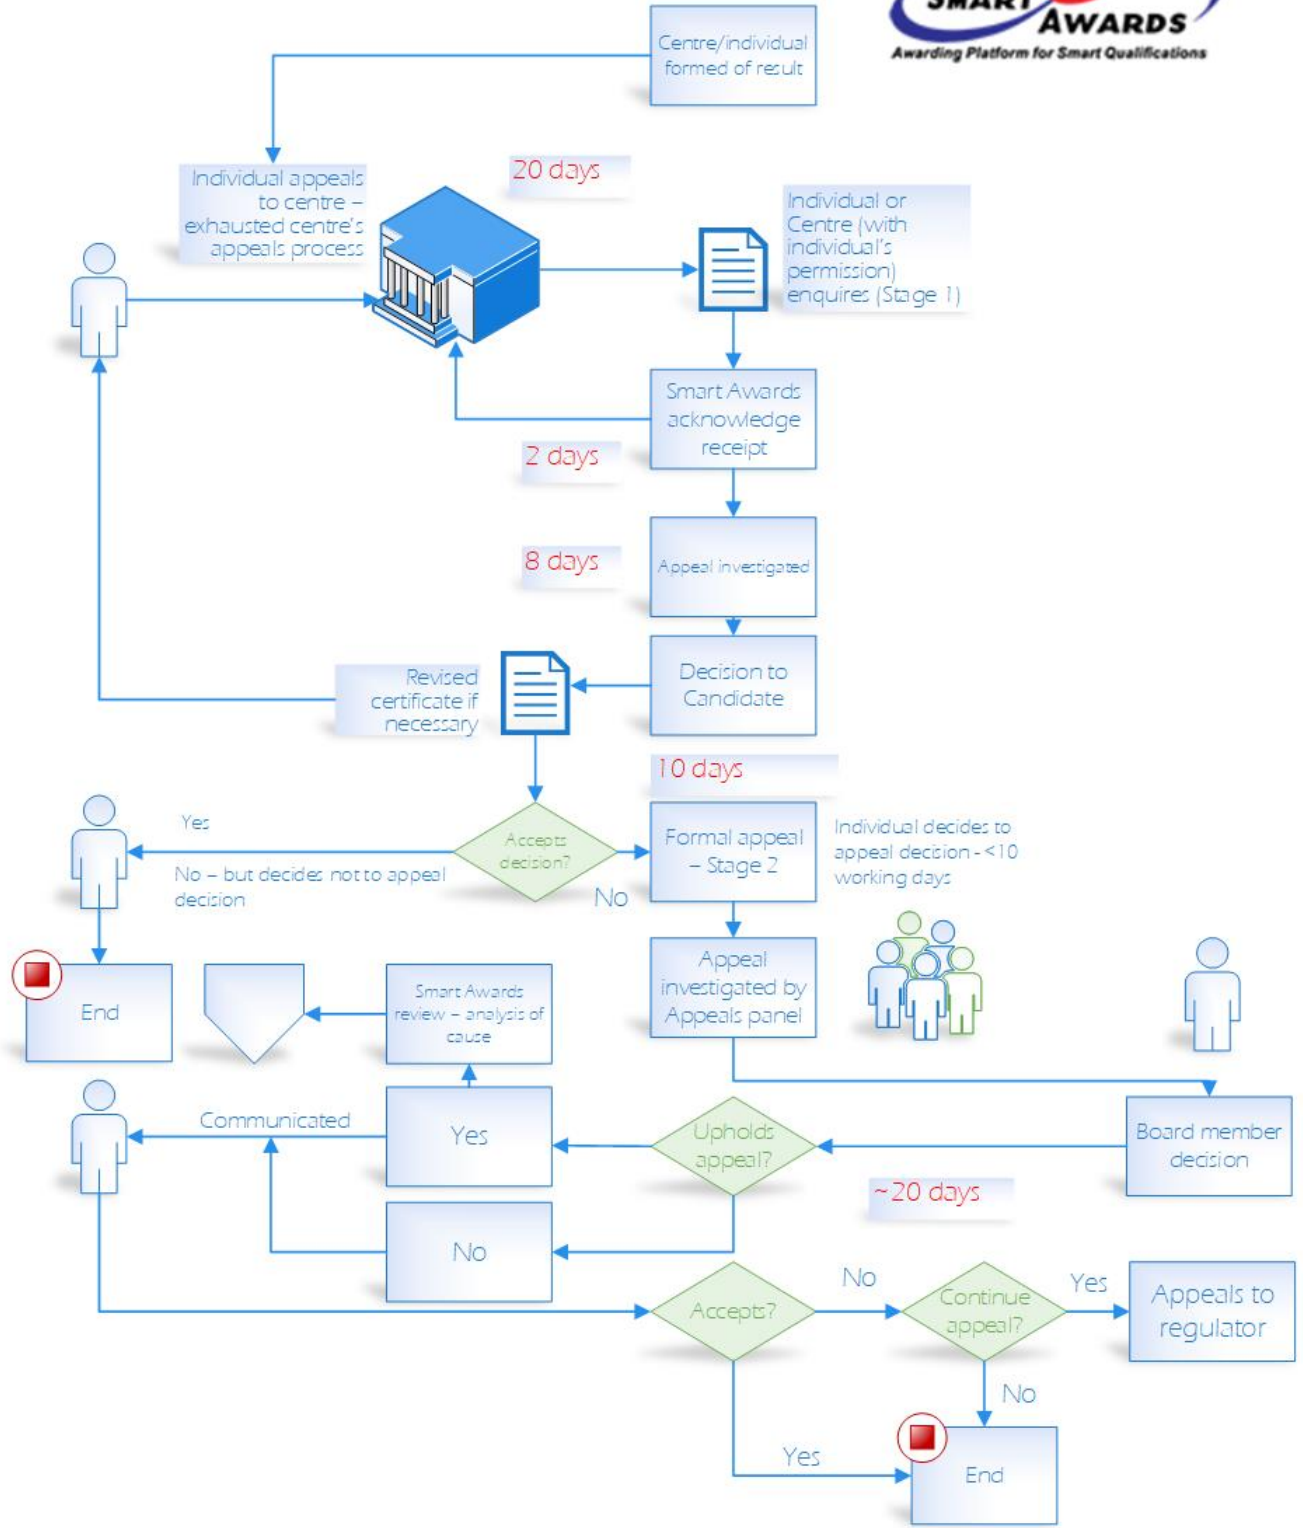 SMART
AWARDS
Awarding Platform for Smart Qualifications
Centre/individual
formed of result
20 days
Individual appeals
to centre –
exhausted centre's
appeals process
Individual or
Centre (with
individual's
permission)
enquires (Stage 1)
Smart Awards
acknowledge
receipt
2 days
8 days
Appeal investigated
Decision to
Candidate
Revised
certificate if
necessary
10 days
Yes
Accepts
decision?
No – but decides not to appeal
decision
No
Formal appeal
– Stage 2
Individual decides to
appeal decision - <10
working days
End
Smart Awards
review – analysis of
cause
Appeal
investigated by
Appeals panel
Communicated
Yes
Upholds
appeal?
Board member
decision
~20 days
No
Accepts?
No
Continue
appeal?
Yes
Appeals to
regulator
No
Yes
End